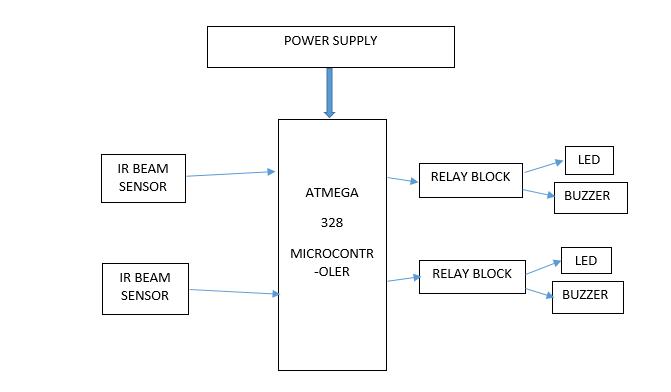 POWER SUPPLY
IR BEAM
SENSOR
ATMEGA
328
MICROCONTR
-OLER
RELAY BLOCK
LED
BUZZER
IR BEAM
SENSOR
RELAY BLOCK
LED
BUZZER